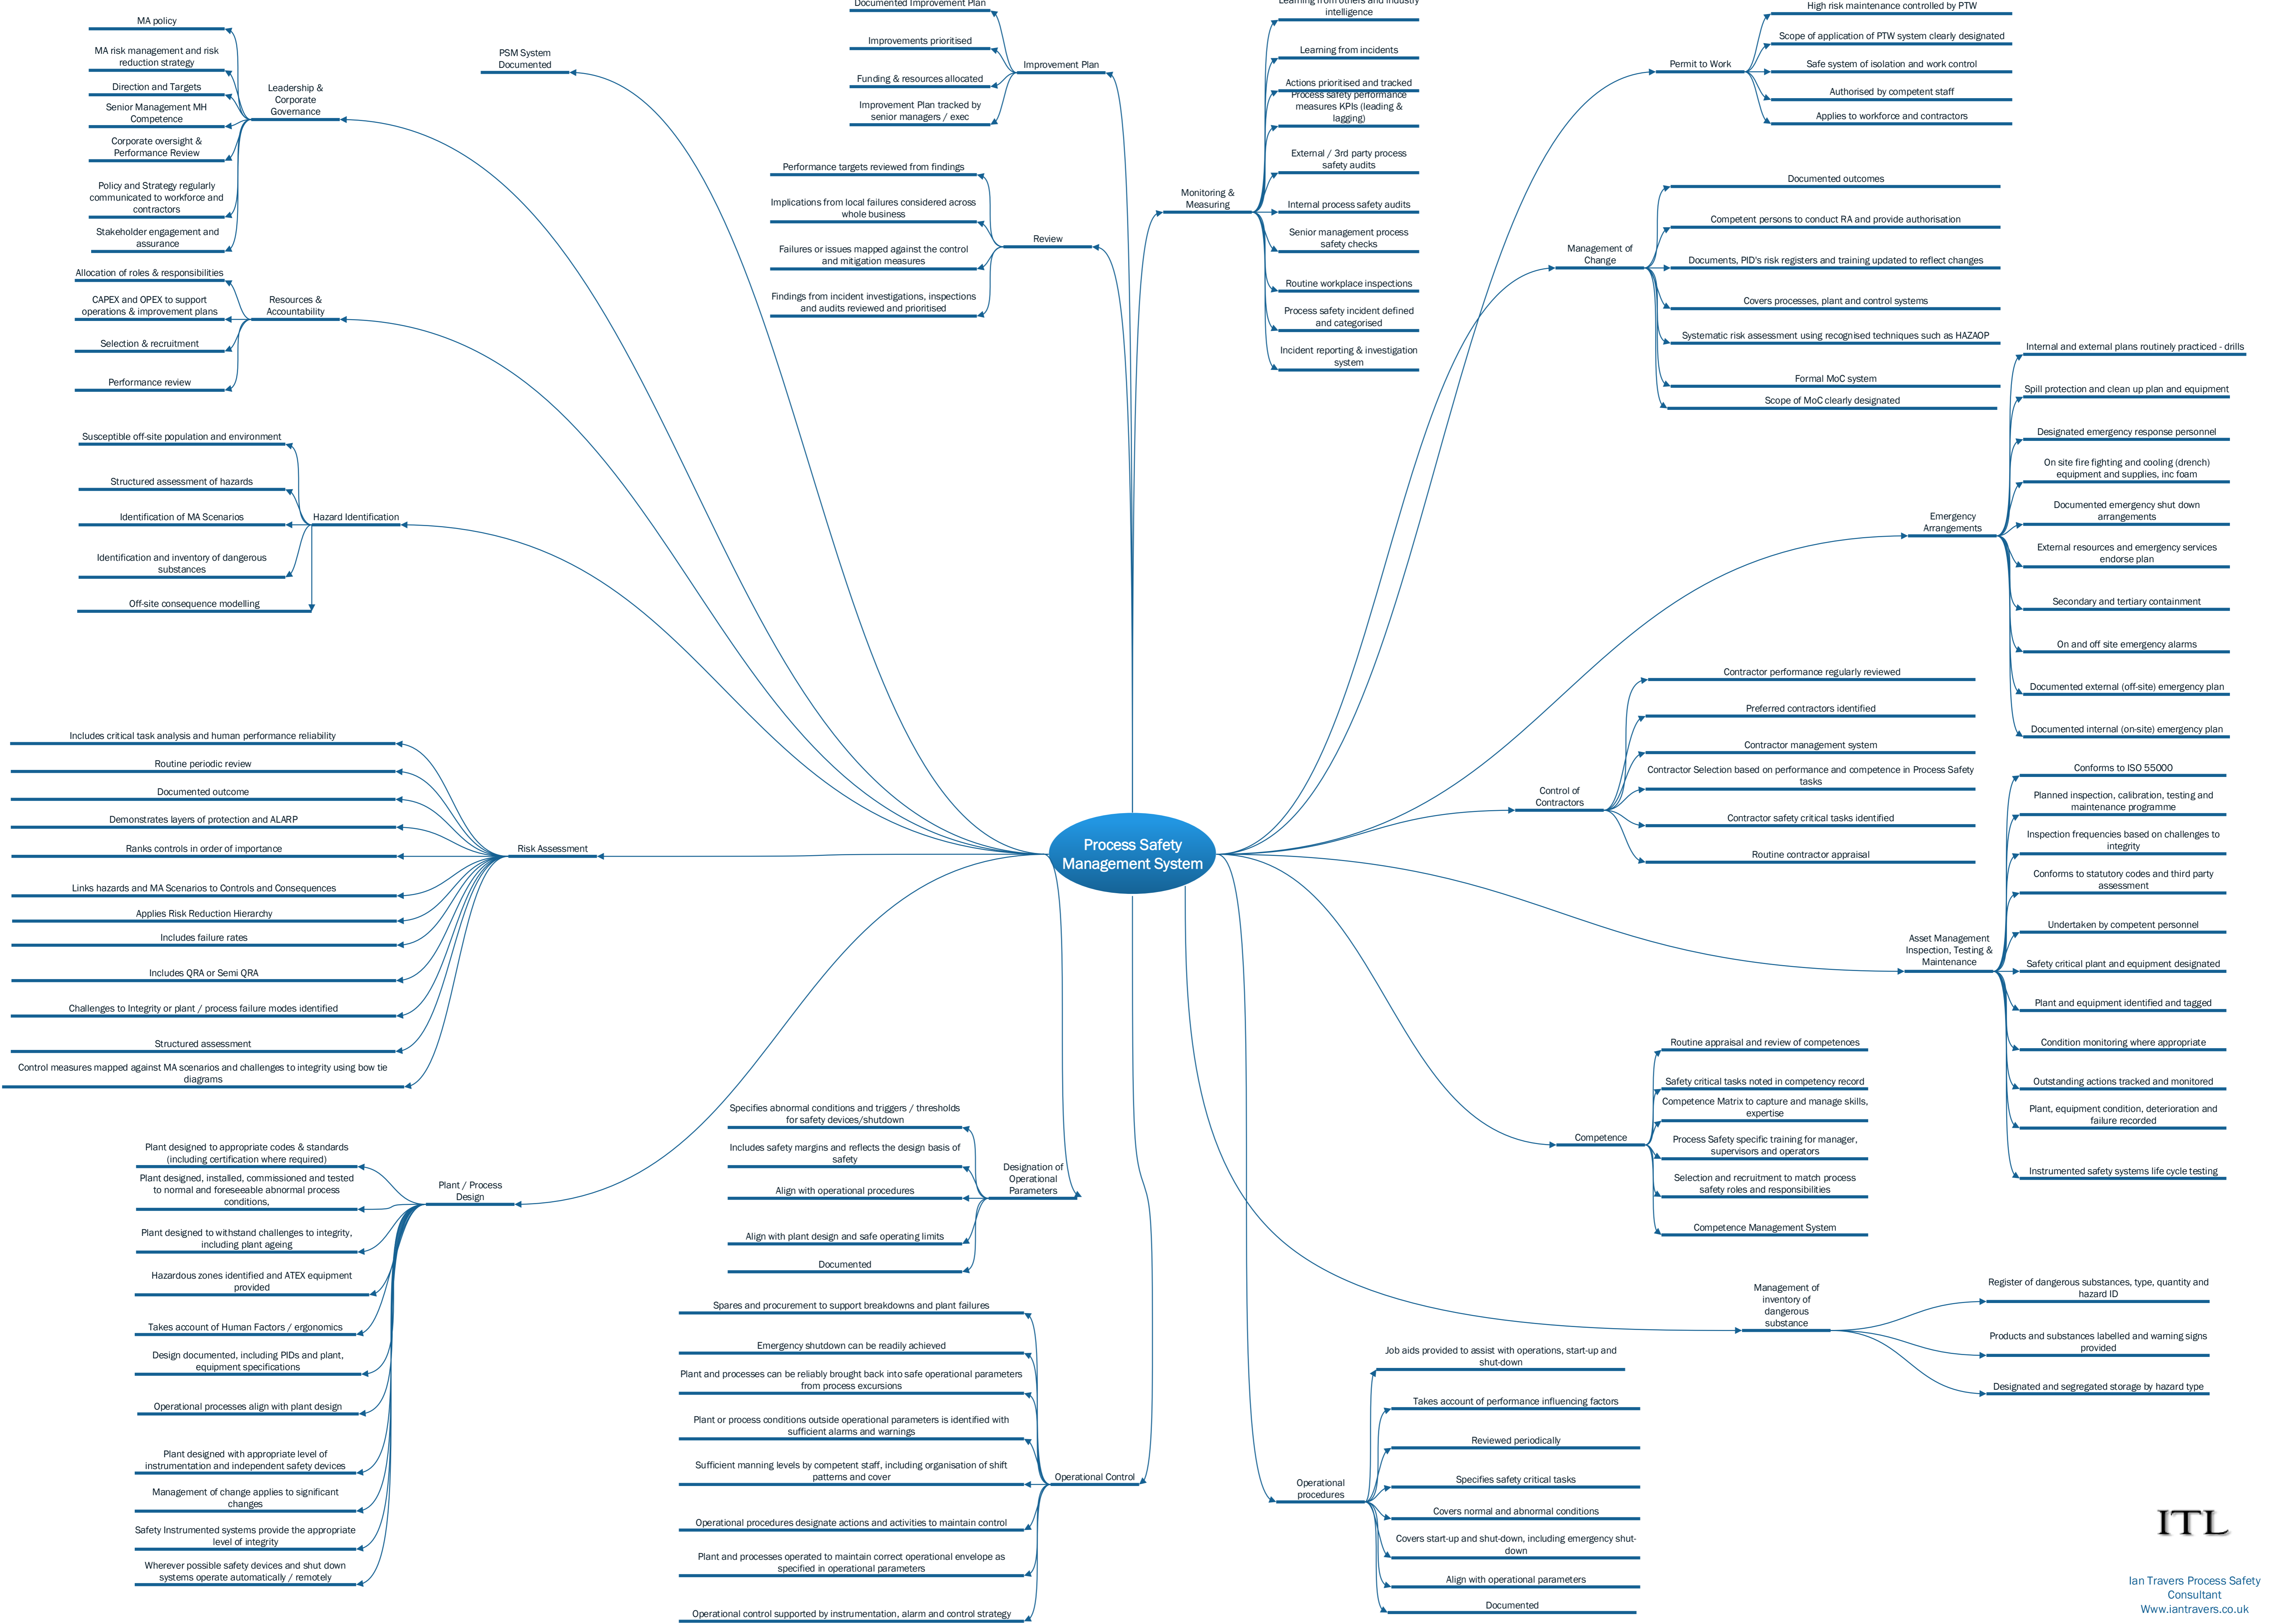 MA policy
MA risk management and risk
reduction strategy
Direction and Targets
Senior Management MH
Competence
Corporate oversight &
Performance Review
Policy and Strategy regularly
communicated to workforce and
contractors
Stakeholder engagement and
assurance
Leadership &
Corporate
Governance
Allocation of roles & responsibilities
CAPEX and OPEX to support
operations & improvement plans
Selection & recruitment
Performance review
Resources &
Accountability
Susceptible off-site population and environment
Structured assessment of hazards
Identification of MA Scenarios
Identification and inventory of dangerous
substances
Off-site consequence modelling
Hazard Identification
PSM System
Documented
Documented Improvement Plan
Improvements prioritised
Funding & resources allocated
Improvement Plan tracked by
senior managers / exec
Improvement Plan
Performance targets reviewed from findings
Implications from local failures considered across
whole business
Failures or issues mapped against the control
and mitigation measures
Findings from incident investigations, inspections
and audits reviewed and prioritised
Review
Monitoring &
Measuring
Learning from others and industry
intelligence
Learning from incidents
Actions prioritised and tracked
Process safety performance
measures KPIs (leading &
lagging)
External / 3rd party process
safety audits
Internal process safety audits
Senior management process
safety checks
Routine workplace inspections
Process safety incident defined
and categorised
Incident reporting & investigation
system
Permit to Work
High risk maintenance controlled by PTW
Scope of application of PTW system clearly designated
Safe system of isolation and work control
Authorised by competent staff
Applies to workforce and contractors
Management of
Change
Documented outcomes
Competent persons to conduct RA and provide authorisation
Documents, PID's risk registers and training updated to reflect changes
Covers processes, plant and control systems
Systematic risk assessment using recognised techniques such as HAZAOP
Formal MoC system
Scope of MoC clearly designated
Emergency
Arrangements
Internal and external plans routinely practiced - drills
Spill protection and clean up plan and equipment
Designated emergency response personnel
On site fire fighting and cooling (drench)
equipment and supplies, inc foam
Documented emergency shut down
arrangements
External resources and emergency services
endorse plan
Secondary and tertiary containment
On and off site emergency alarms
Documented external (off-site) emergency plan
Documented internal (on-site) emergency plan
Control of
Contractors
Contractor performance regularly reviewed
Preferred contractors identified
Contractor management system
Contractor Selection based on performance and competence in Process Safety
tasks
Contractor safety critical tasks identified
Routine contractor appraisal
Process Safety
Management System
Includes critical task analysis and human performance reliability
Routine periodic review
Documented outcome
Demonstrates layers of protection and ALARP
Ranks controls in order of importance
Links hazards and MA Scenarios to Controls and Consequences
Applies Risk Reduction Hierarchy
Includes failure rates
Includes QRA or Semi QRA
Challenges to Integrity or plant / process failure modes identified
Structured assessment
Control measures mapped against MA scenarios and challenges to integrity using bow tie
diagrams
Risk Assessment
Asset Management
Inspection, Testing &
Maintenance
Conforms to ISO 55000
Planned inspection, calibration, testing and
maintenance programme
Inspection frequencies based on challenges to
integrity
Conforms to statutory codes and third party
assessment
Undertaken by competent personnel
Safety critical plant and equipment designated
Plant and equipment identified and tagged
Condition monitoring where appropriate
Outstanding actions tracked and monitored
Plant, equipment condition, deterioration and
failure recorded
Instrumented safety systems life cycle testing
Competence
Routine appraisal and review of competences
Safety critical tasks noted in competency record
Competence Matrix to capture and manage skills,
expertise
Process Safety specific training for manager,
supervisors and operators
Selection and recruitment to match process
safety roles and responsibilities
Competence Management System
Plant designed to appropriate codes & standards
(including certification where required)
Plant designed, installed, commissioned and tested
to normal and foreseeable abnormal process
conditions,
Plant designed to withstand challenges to integrity,
including plant ageing
Hazardous zones identified and ATEX equipment
provided
Takes account of Human Factors / ergonomics
Design documented, including PIDs and plant,
equipment specifications
Operational processes align with plant design
Plant designed with appropriate level of
instrumentation and independent safety devices
Management of change applies to significant
changes
Safety Instrumented systems provide the appropriate
level of integrity
Wherever possible safety devices and shut down
systems operate automatically / remotely
Plant / Process
Design
Specifies abnormal conditions and triggers / thresholds
for safety devices/shutdown
Includes safety margins and reflects the design basis of
safety
Align with operational procedures
Align with plant design and safe operating limits
Documented
Designation of
Operational
Parameters
Spares and procurement to support breakdowns and plant failures
Emergency shutdown can be readily achieved
Plant and processes can be reliably brought back into safe operational parameters
from process excursions
Plant or process conditions outside operational parameters is identified with
sufficient alarms and warnings
Sufficient manning levels by competent staff, including organisation of shift
patterns and cover
Operational procedures designate actions and activities to maintain control
Plant and processes operated to maintain correct operational envelope as
specified in operational parameters
Operational control supported by instrumentation, alarm and control strategy
Operational Control
Operational
procedures
Job aids provided to assist with operations, start-up and
shut-down
Takes account of performance influencing factors
Reviewed periodically
Specifies safety critical tasks
Covers normal and abnormal conditions
Covers start-up and shut-down, including emergency shut-
down
Align with operational parameters
Documented
Management of
inventory of
dangerous
substance
Register of dangerous substances, type, quantity and
hazard ID
Products and substances labelled and warning signs
provided
Designated and segregated storage by hazard type
ITL
Ian Travers Process Safety
Consultant
Www.iantravers.co.uk